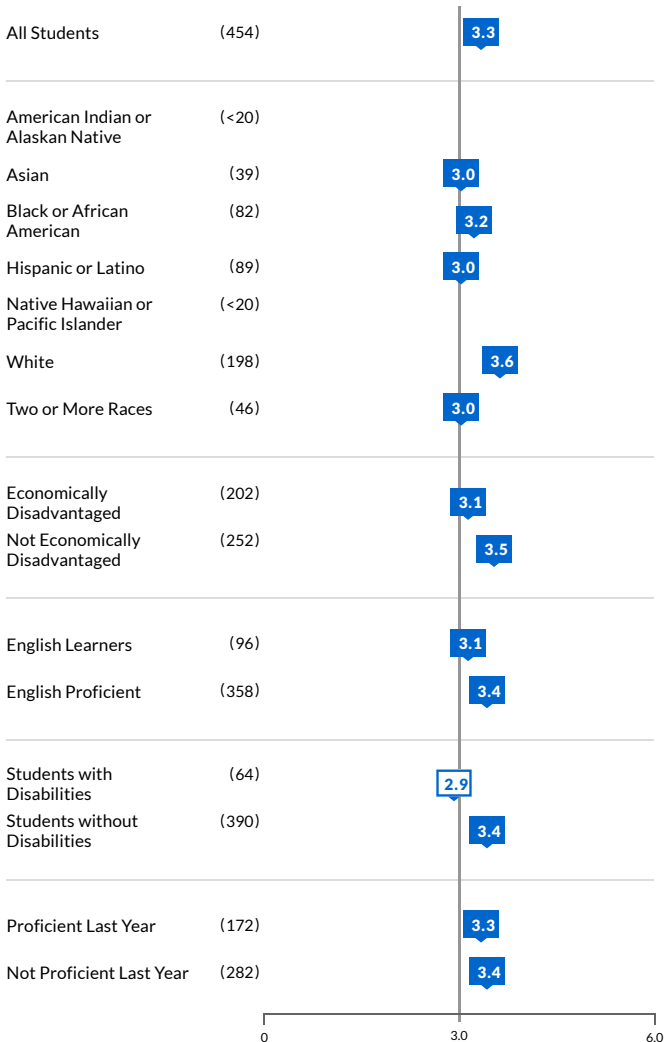 All Students (454) 3.3
American Indian or (<20)
Alaskan Native
Asian (39) 3.0
Black or African (82) 3.2
American
Hispanic or Latino (89) 3.0
Native Hawaiian or (<20)
Pacific Islander
White (198) 3.6
Two or More Races (46) 3.0
Economically (202) 3.1
Disadvantaged
Not Economically (252) 3.5
Disadvantaged
English Learners (96) 3.1
English Proficient (358) 3.4
Students with (64) 2.9
Disabilities
Students without (390) 3.4
Disabilities
Proficient Last Year (172) 3.3
Not Proficient Last Year (282) 3.4
0 3.0 6.0